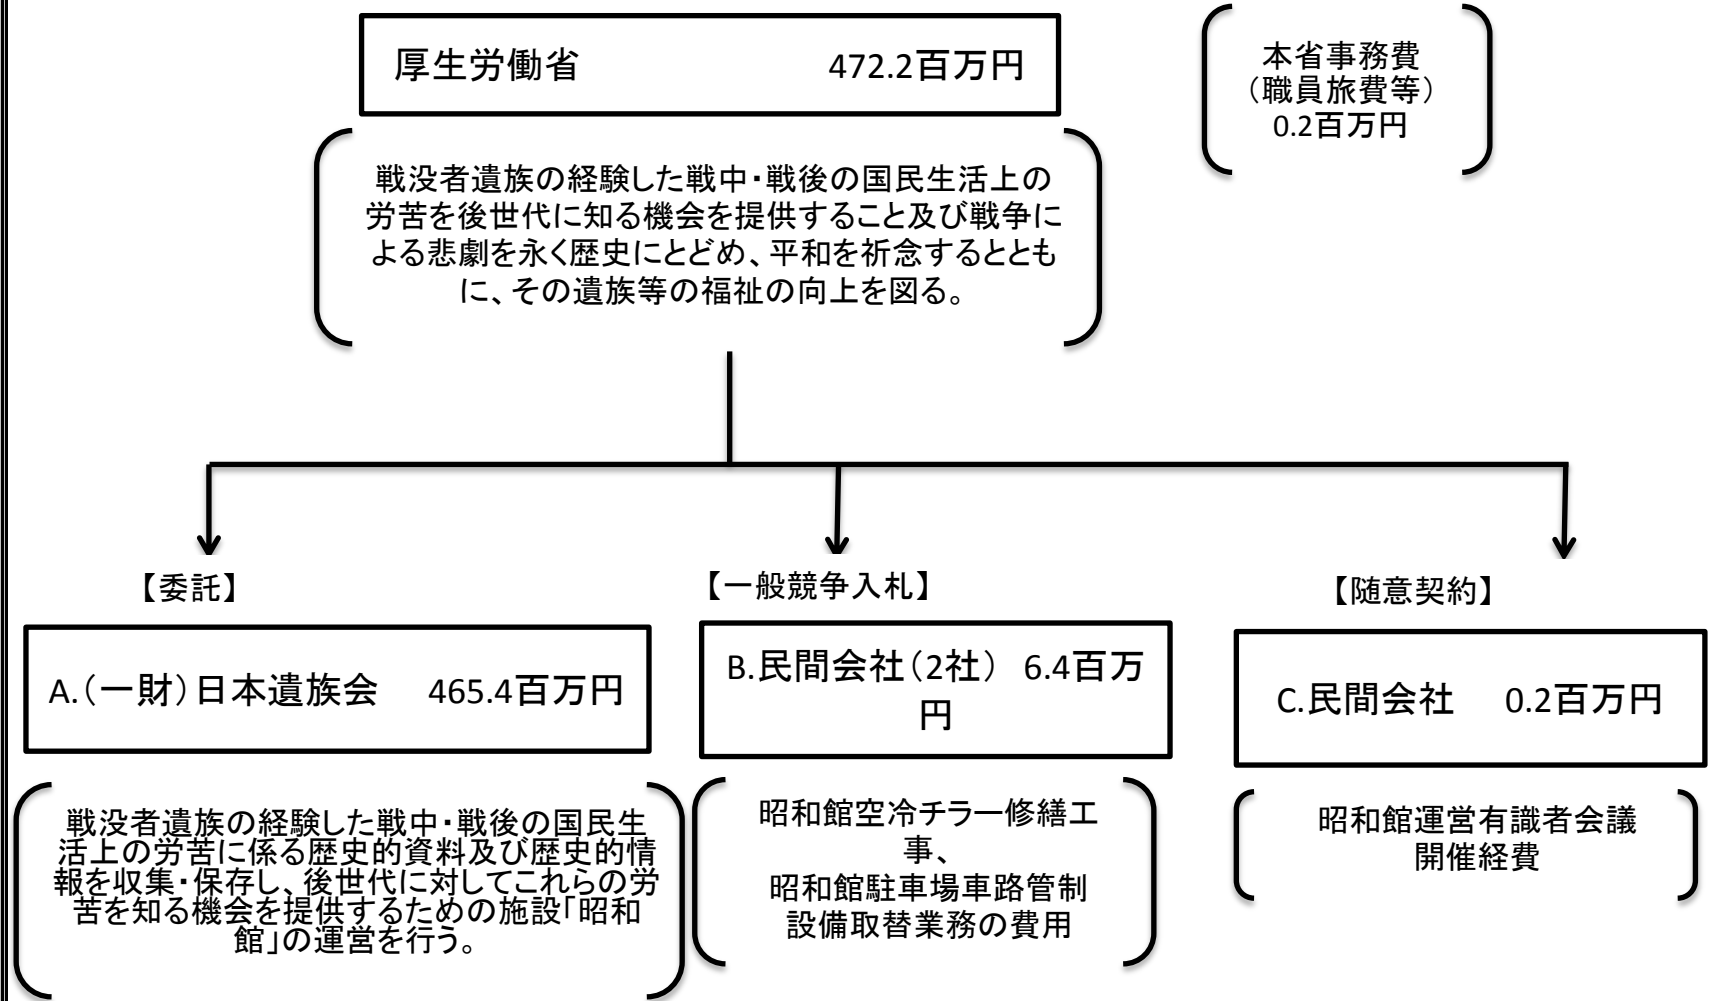 厚生労働省 472.2百万円
本省事務費
（職員旅費等）
0.2百万円
戦没者遺族の経験した戦中・戦後の国民生活上の
労苦を後世代に知る機会を提供すること及び戦争に
よる悲劇を永く歴史にとどめ、平和を祈念するととも
に、その遺族等の福祉の向上を図る。
【委託】
【一般競争入札】
【随意契約】
A.（一財）日本遺族会 465.4百万円
B.民間会社（2社） 6.4百万
円
C.民間会社 0.2百万円
戦没者遺族の経験した戦中・戦後の国民生
活上の労苦に係る歴史的資料及び歴史的情
報を収集・保存し、後世代に対してこれらの労
苦を知る機会を提供するための施設「昭和
館」の運営を行う。
昭和館空冷チラー修繕工
事、
昭和館駐車場車路管制
設備取替業務の費用
昭和館運営有識者会議
開催経費